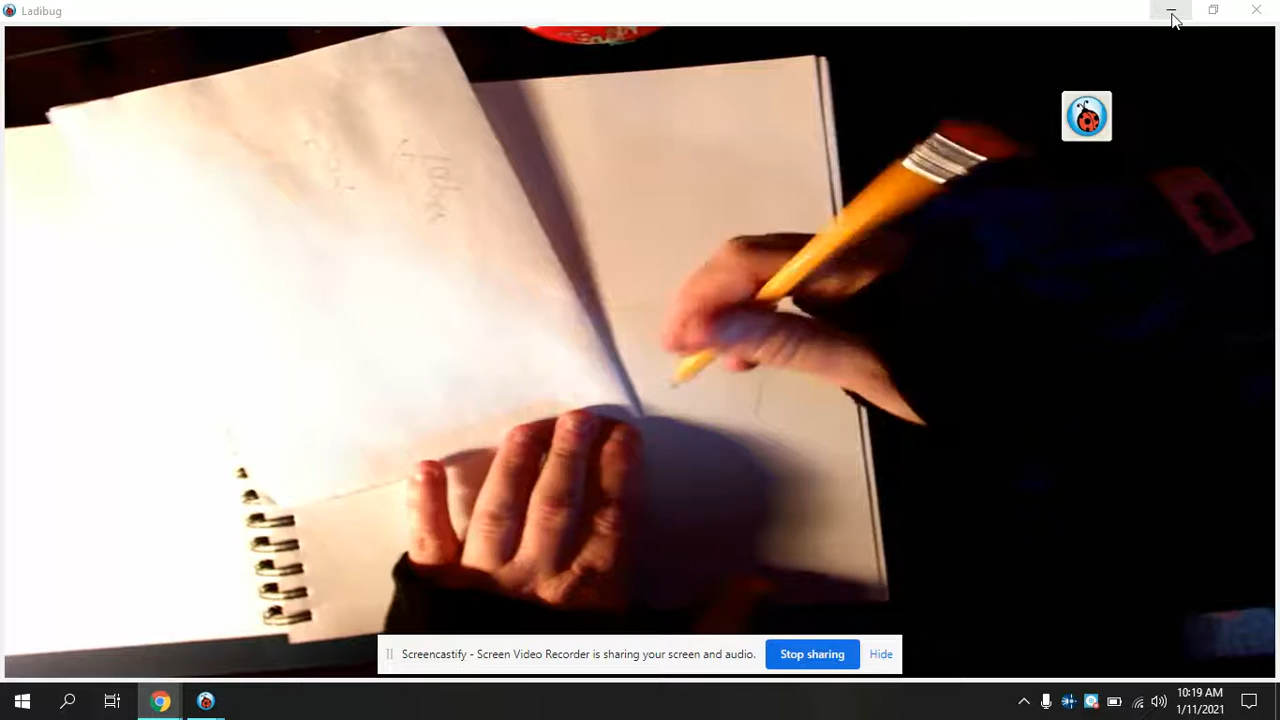 Ladibug
Screencastify - Screen Video Recorder is sharing your screen and audio.
Stop sharing
Hide
10:19 AM
1/11/2021